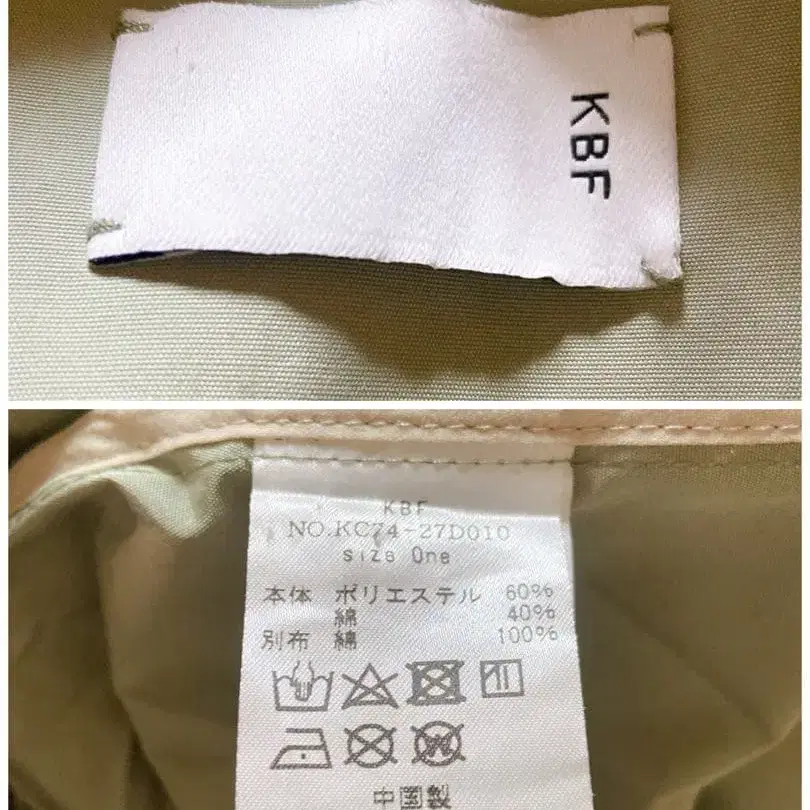 KBF
KBF
NO.KC74-27D010
size One
本体 ポリエステル 60%
綿 40%
別布 綿 100%
中国製